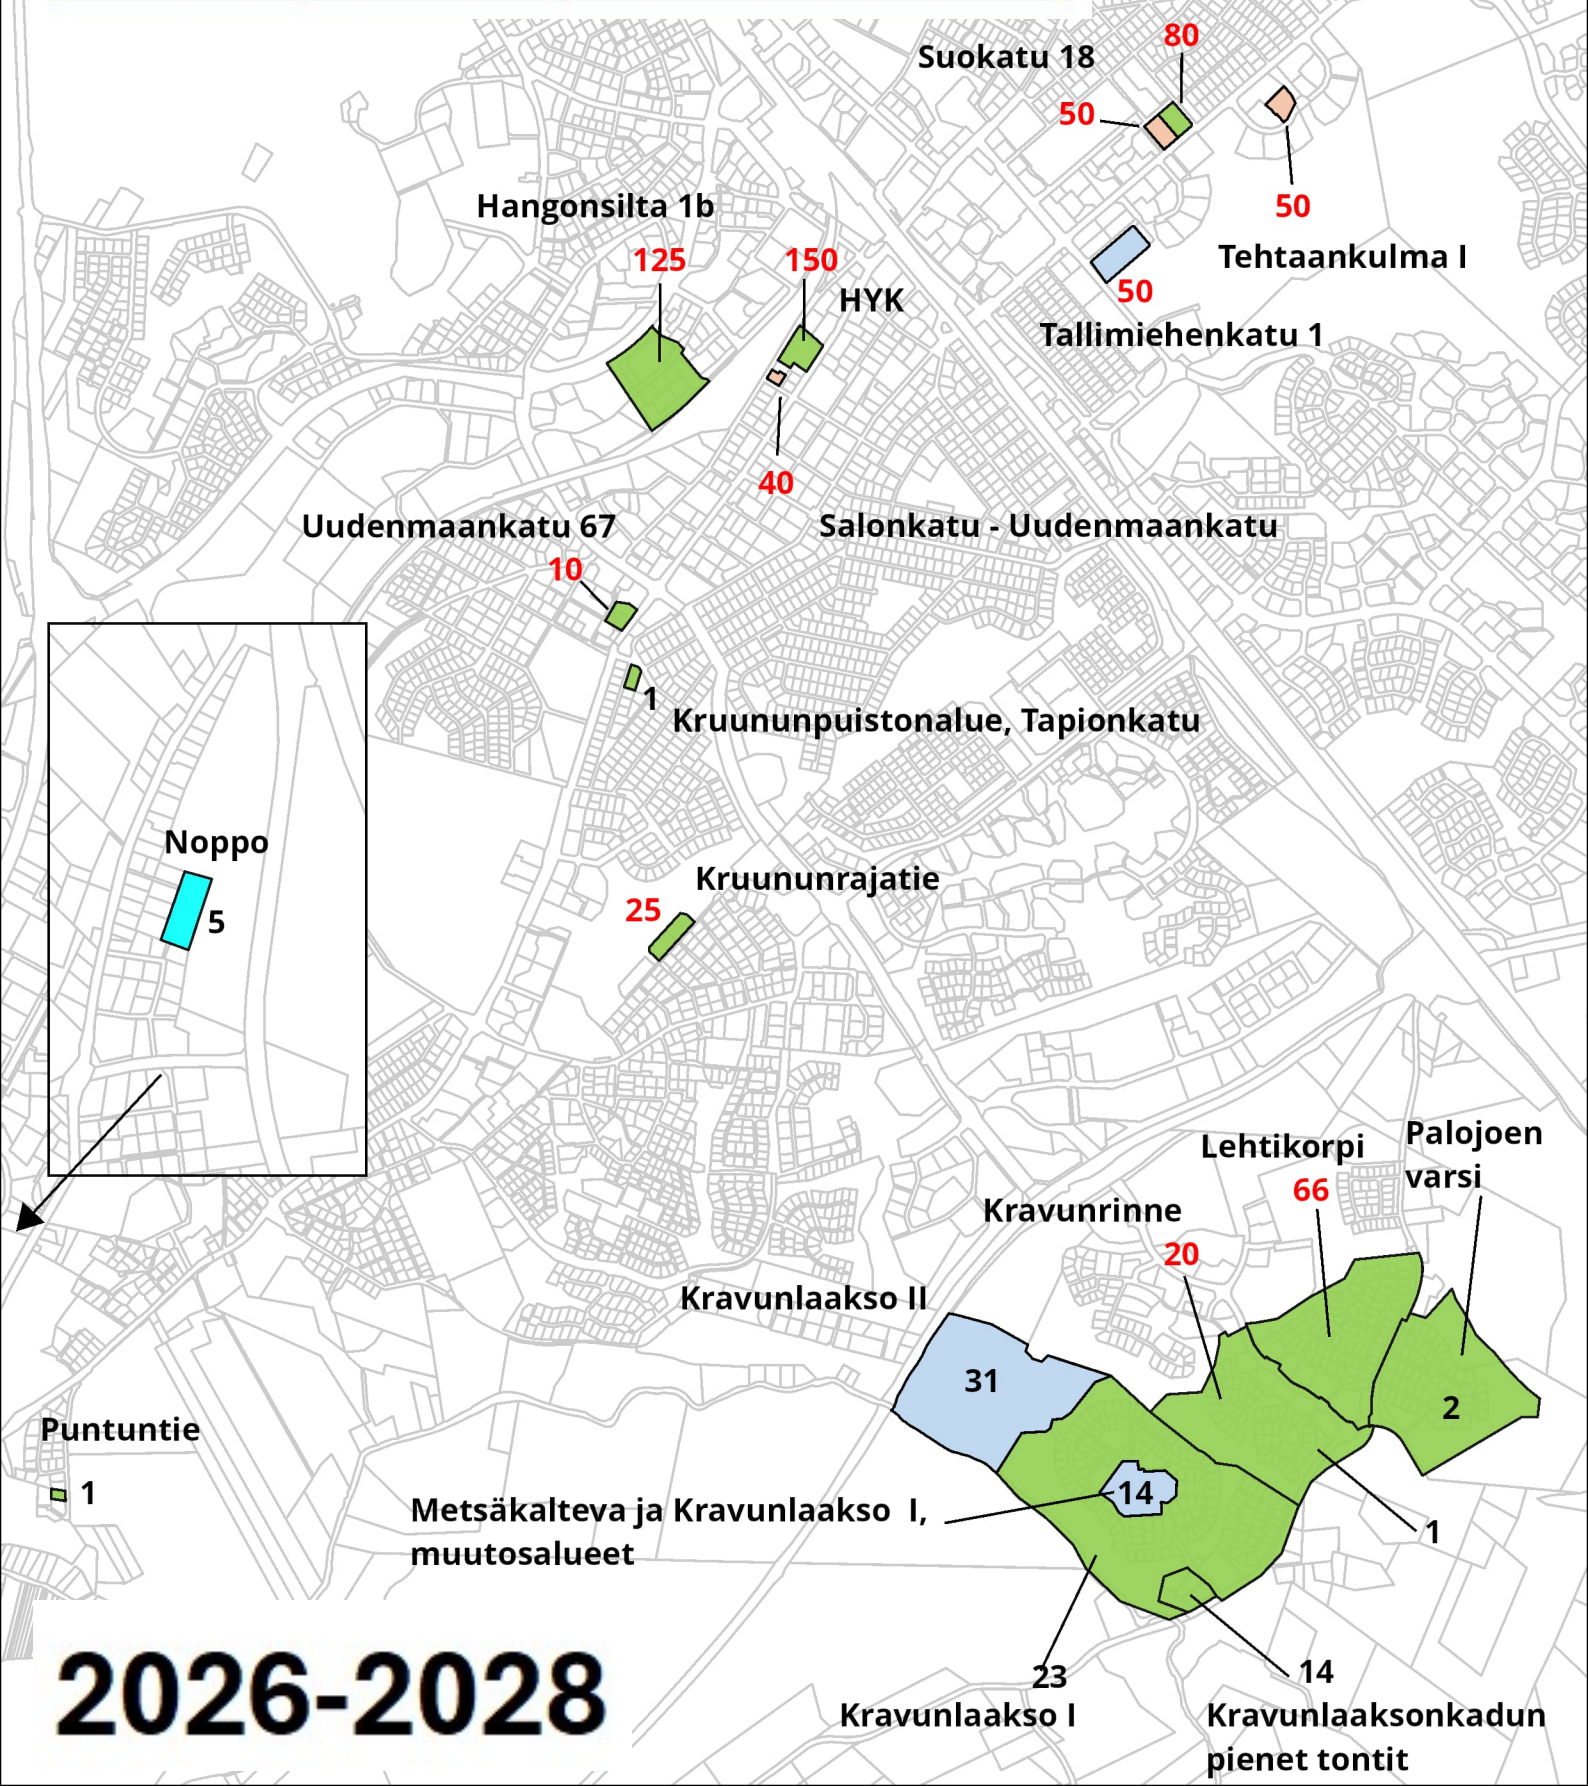 80
Suokatu 18
50
50
Hangonsilta 1b
125
150
HYK
Tehtaankulma I
50
Tallimiehenkatu 1
40
Uudenmaankatu 67
Salonkatu - Uudenmaankatu
10
1
Kruununpuistonalue, Tapionkatu
Noppo
5
Kruununrajatie
25
Lehtikorpi
66
Palojoen
varsi
Kravunrinne
20
Kravunlaakso II
31
2
Puntuntie
1
14
Metsäkalteva ja Kravunlaakso I,
muutosalueet
1
23
Kravunlaakso I
14
Kravunlaaksonkadun
pienet tontit
2026-2028